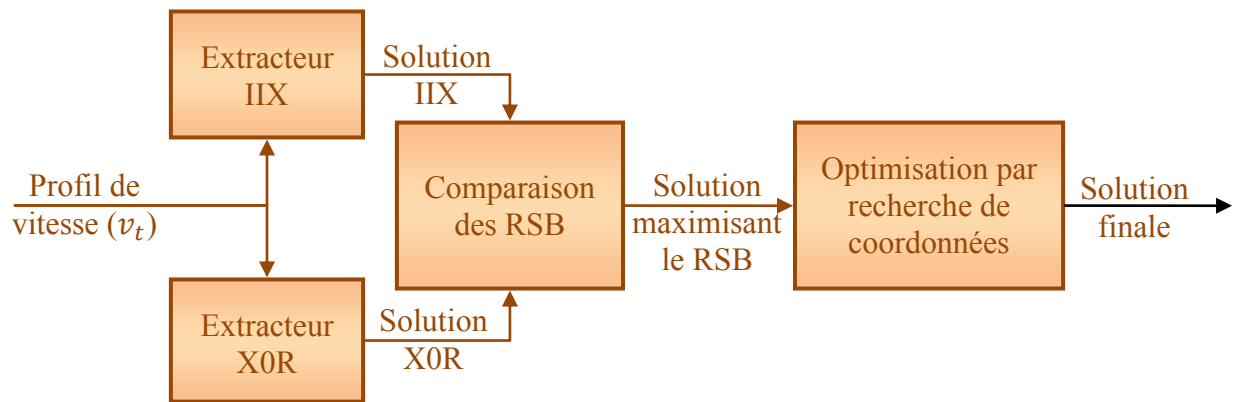 Profil de
vitesse (v_t)
Extracteur
IIX
Solution
IIX
Extracteur
X0R
Solution
X0R
Comparaison
des RSB
Solution
maximisant
le RSB
Optimisation par
recherche de
coordonnées
Solution
finale